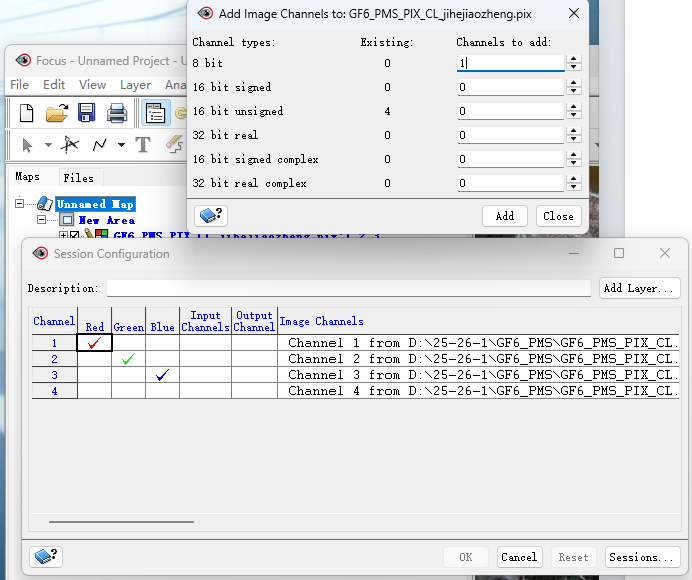 Add Image Channels to: GF6_PMS_PIX_CL_jihejiaozheng.pix
Channel types: Existing: Channels to add:
8 bit 0 1
16 bit signed 0 0
16 bit unsigned 4 0
32 bit real 0 0
16 bit signed complex 0 0
32 bit real complex 0 0
Add Close
Focus - Unnamed Project - U
File Edit View Layer Ana
Maps Files
Unnamed Map
New Area
GF6_PMS_PIX_CL_jihejiaozheng.pix:1,2,3
Session Configuration
Description: Add Layer...
Channel Red Green Blue Input Channels Output Channel Image Channels
1 Channel 1 from D:\25-26-1\GF6_PMS\GF6_PMS_PIX_CL.
2 Channel 2 from D:\25-26-1\GF6_PMS\GF6_PMS_PIX_CL.
3 Channel 3 from D:\25-26-1\GF6_PMS\GF6_PMS_PIX_CL.
4 Channel 4 from D:\25-26-1\GF6_PMS\GF6_PMS_PIX_CL.
OK Cancel Reset Sessions...